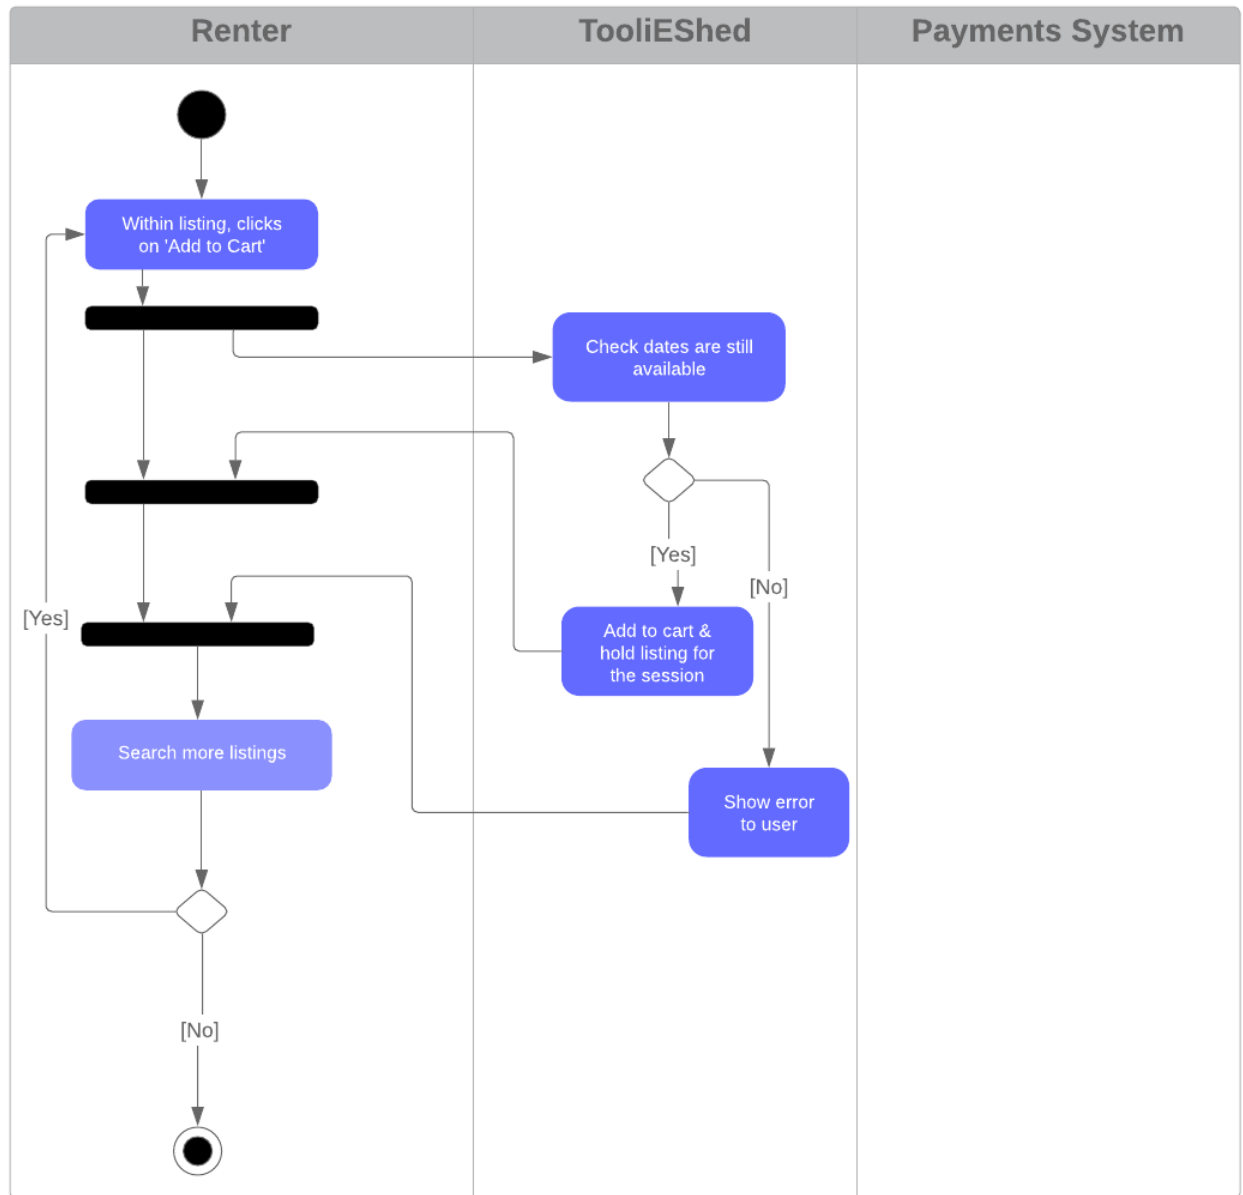 Renter
TooliEShed
Payments System
Within listing, clicks
on 'Add to Cart'
Check dates are still
available
[Yes]
[No]
[Yes]
Add to cart &
hold listing for
the session
Search more listings
Show error
to user
[No]